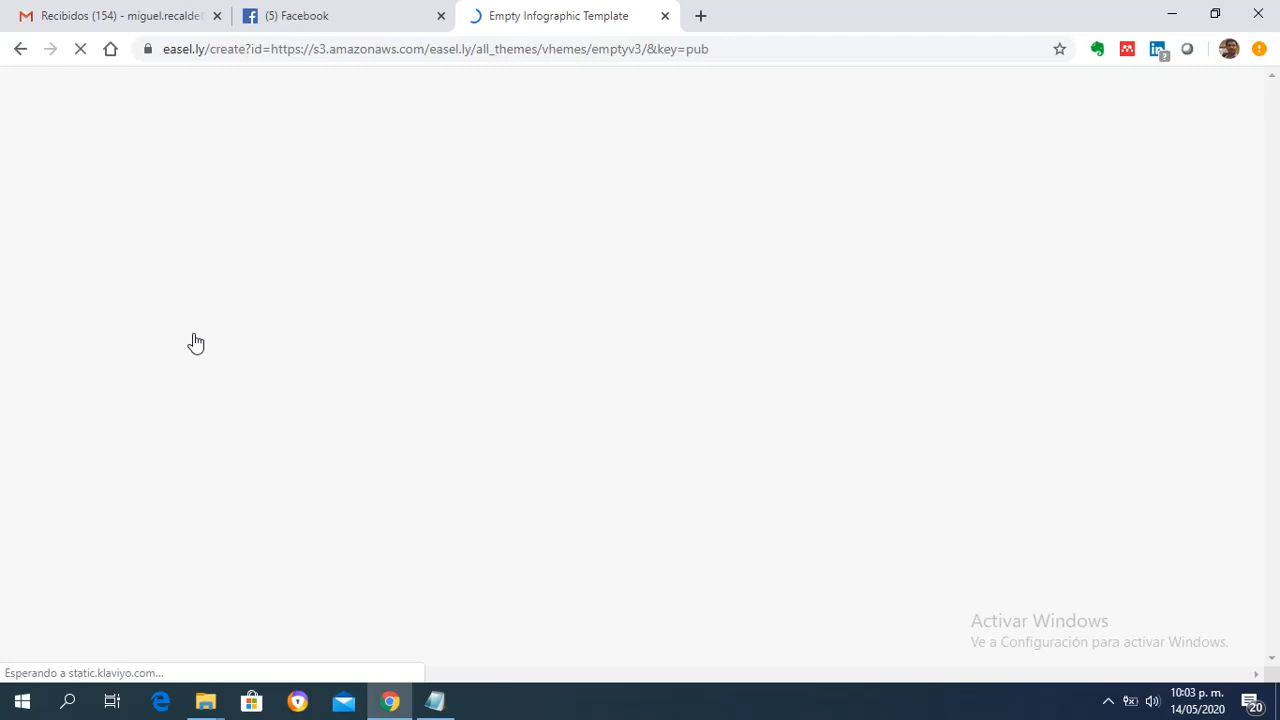 Recibidos (154) - miguel.recalde
(5) Facebook
Empty Infographic Template
easel.ly/create?id=https://s3.amazonaws.com/easel.ly/all_themes/vhemes/emptyv3/&key=pub
Activar Windows
Ve a Configuración para activar Windows.
Esperando a static.klaviyo.com...
10:03 p. m.
14/05/2020
20